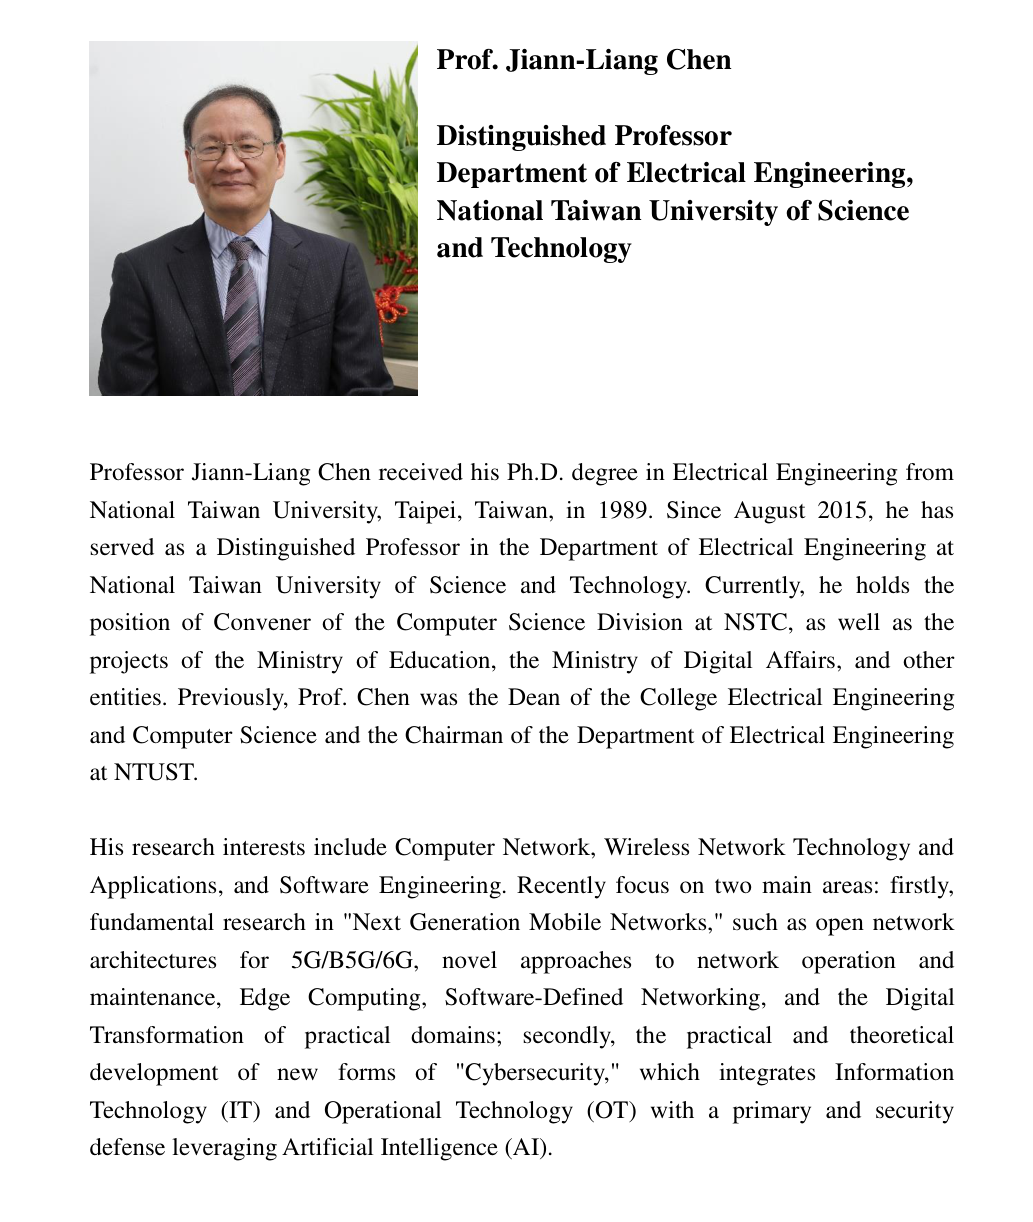 Prof. Jiann-Liang Chen
Distinguished Professor
Department of Electrical Engineering,
National Taiwan University of Science
and Technology
Professor Jiann-Liang Chen received his Ph.D. degree in Electrical Engineering from
National Taiwan University, Taipei, Taiwan, in 1989. Since August 2015, he has
served as a Distinguished Professor in the Department of Electrical Engineering at
National Taiwan University of Science and Technology. Currently, he holds the
position of Convener of the Computer Science Division at NSTC, as well as the
projects of the Ministry of Education, the Ministry of Digital Affairs, and other
entities. Previously, Prof. Chen was the Dean of the College Electrical Engineering
and Computer Science and the Chairman of the Department of Electrical Engineering
at NTUST.
His research interests include Computer Network, Wireless Network Technology and
Applications, and Software Engineering. Recently focus on two main areas: firstly,
fundamental research in "Next Generation Mobile Networks," such as open network
architectures for 5G/B5G/6G, novel approaches to network operation and
maintenance, Edge Computing, Software-Defined Networking, and the Digital
Transformation of practical domains; secondly, the practical and theoretical
development of new forms of "Cybersecurity," which integrates Information
Technology (IT) and Operational Technology (OT) with a primary and security
defense leveraging Artificial Intelligence (AI).